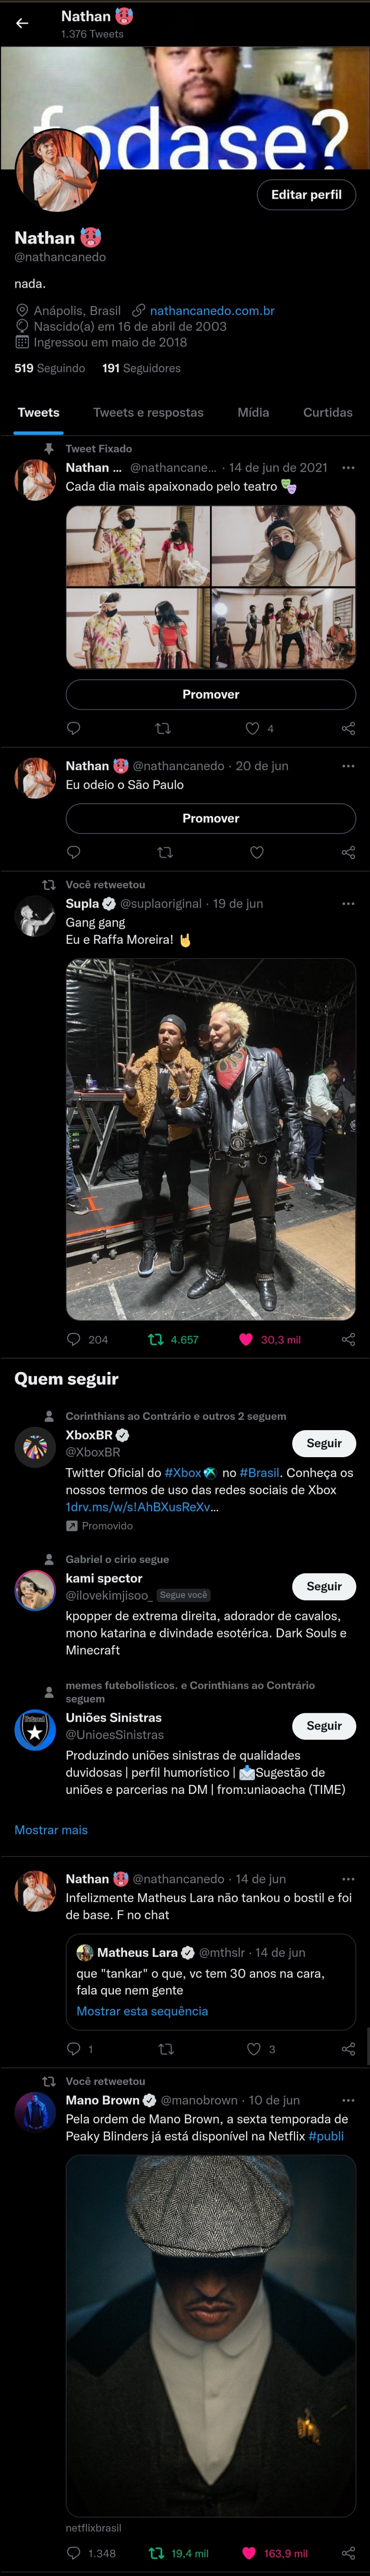 Nathan 🥵
1.376 Tweets
fodase?
Editar perfil
Nathan 🥵
@nathancanedo
nada.
Anápolis, Brasil nathancanedo.com.br
Nascido(a) em 16 de abril de 2003
Ingressou em maio de 2018
519 Seguindo 191 Seguidores
Tweets Tweets e respostas Mídia Curtidas
Tweet Fixado
Nathan ... @nathancane... · 14 de jun de 2021
Cada dia mais apaixonado pelo teatro 🎭
Promover
4
Nathan 🥵 @nathancanedo · 20 de jun
Eu odeio o São Paulo
Promover
Você retweetou
Supla @suplaoriginal · 19 de jun
Gang gang
Eu e Raffa Moreira! 🤘
204 4.657 30,3 mil
Quem seguir
Corinthians ao Contrário e outros 2 seguem
XboxBR
@XboxBR
Seguir
Twitter Oficial do #Xbox no #Brasil. Conheça os
nossos termos de uso das redes sociais de Xbox
1drv.ms/w/s!AhBXusReXv...
Promovido
Gabriel o cirio segue
kami spector
@ilovekimjisoo_ Segue você
Seguir
kpopper de extrema direita, adorador de cavalos,
mono katarina e divindade esotérica. Dark Souls e
Minecraft
memes futebolisticos. e Corinthians ao Contrário
seguem
Uniões Sinistras
@UnioesSinistras
Seguir
Produzindo uniões sinistras de qualidades
duvidosas | perfil humorístico | 📩Sugestão de
uniões e parcerias na DM | from:uniaoacha (TIME)
Mostrar mais
Nathan 🥵 @nathancanedo · 14 de jun
Infelizmente Matheus Lara não tankou o bostil e foi
de base. F no chat
Matheus Lara @mthslr · 14 de jun
que "tankar" o que, vc tem 30 anos na cara,
fala que nem gente
Mostrar esta sequência
1 3
Você retweetou
Mano Brown @manobrown · 10 de jun
Pela ordem de Mano Brown, a sexta temporada de
Peaky Blinders já está disponível na Netflix #publi
netflixbrasil
1.348 19,4 mil 163,9 mil